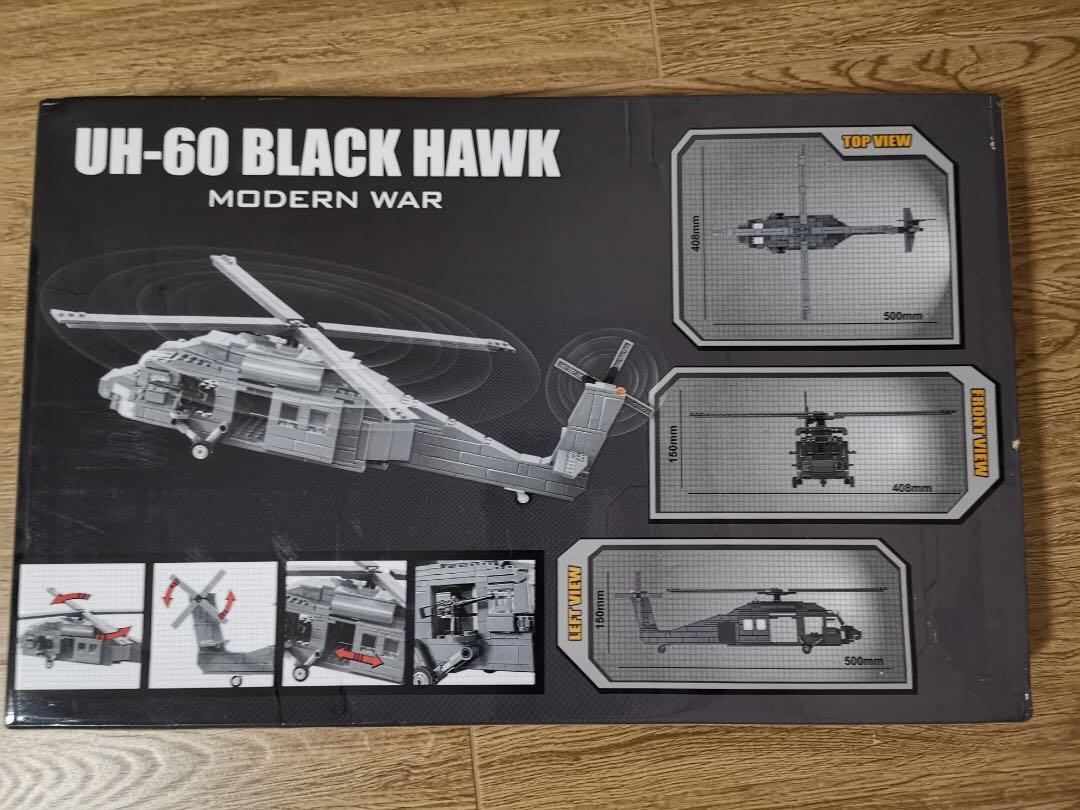 UH-60 BLACK HAWK
MODERN WAR
TOP VIEW
408mm
500mm
FRONT VIEW
150mm
408mm
LEFT VIEW
150mm
500mm